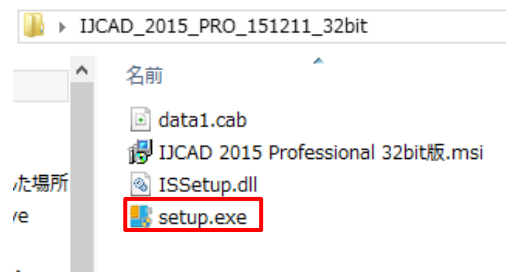 IJCAD_2015_PRO_151211_32bit
名前
data1.cab
IJCAD 2015 Professional 32bit版.msi
ISSetup.dll
た場所
setup.exe
ve